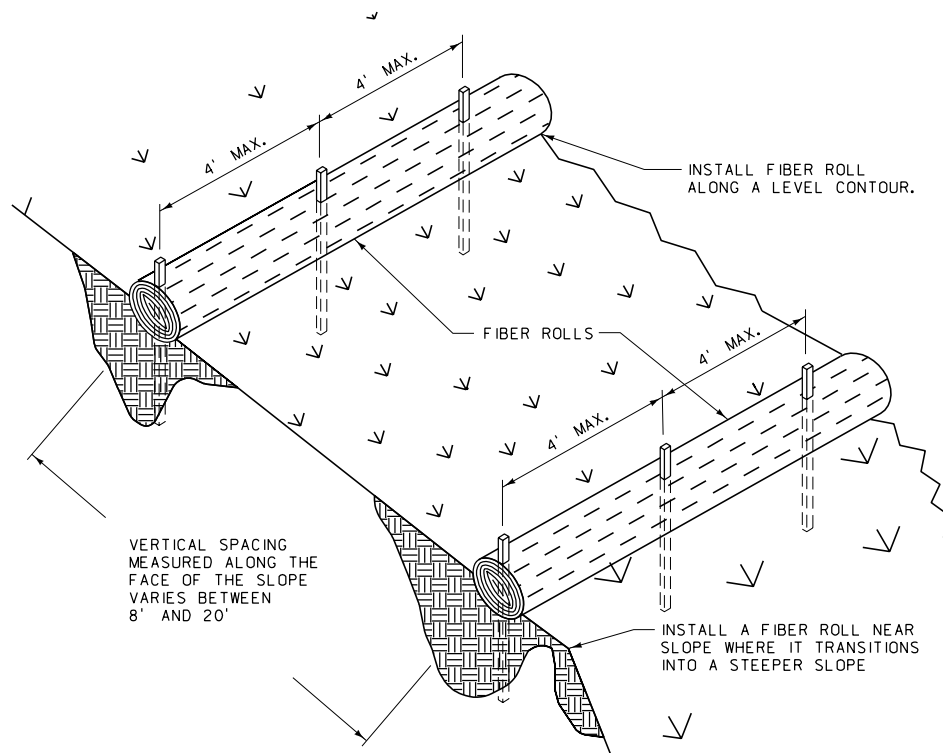 4' MAX.
4' MAX.
INSTALL FIBER ROLL
ALONG A LEVEL CONTOUR.
FIBER ROLLS
4' MAX.
4' MAX.
VERTICAL SPACING
MEASURED ALONG THE
FACE OF THE SLOPE
VARIES BETWEEN
8' AND 20'
INSTALL A FIBER ROLL NEAR
SLOPE WHERE IT TRANSITIONS
INTO A STEEPER SLOPE